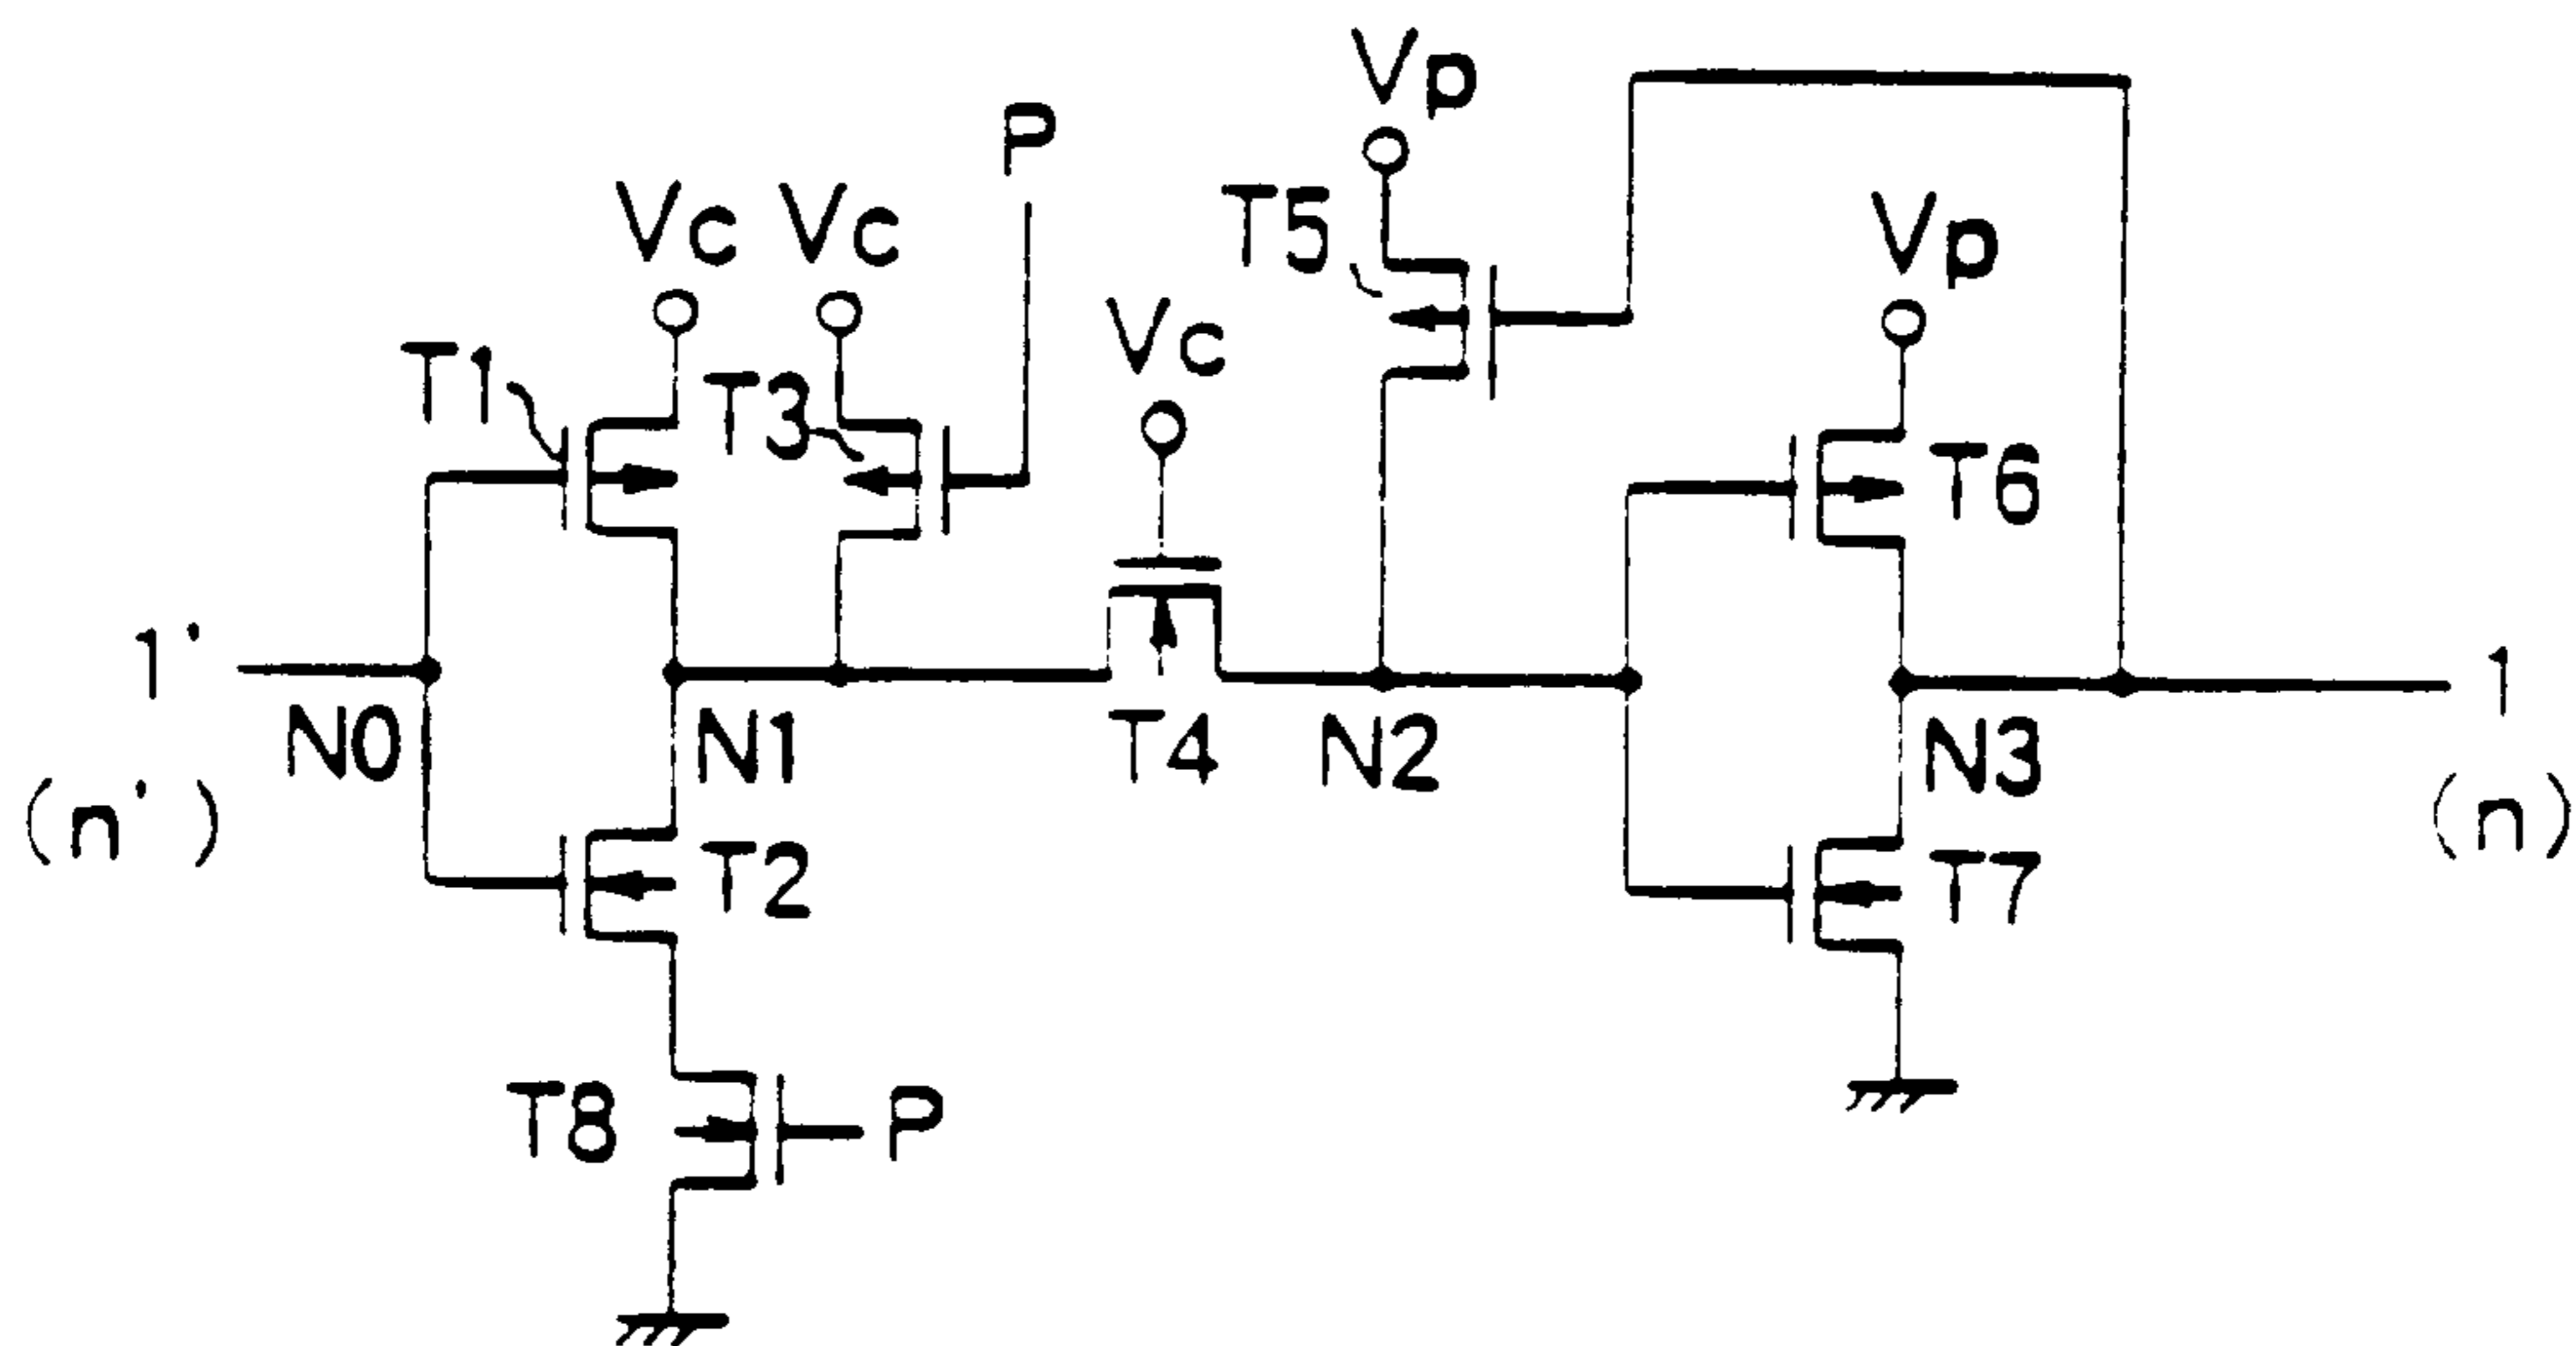 Vp
P
Vc Vc
T5
Vp
Vc
T1
T3
T6
1'
1
N0
N1
T4
N2
N3
(n')
(n)
T2
T7
T8
P